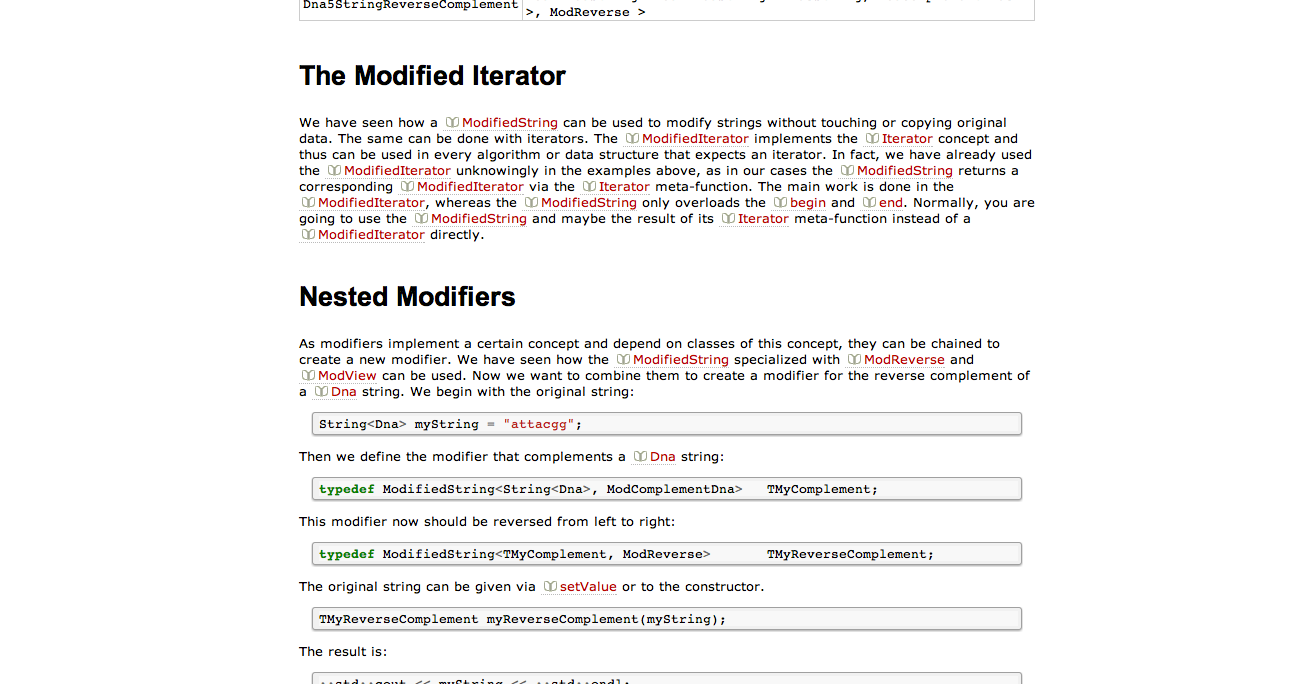 Dna5StringReverseComplement
>, ModReverse >
The Modified Iterator
We have seen how a ModifiedString can be used to modify strings without touching or copying original
data. The same can be done with iterators. The ModifiedIterator implements the Iterator concept and
thus can be used in every algorithm or data structure that expects an iterator. In fact, we have already used
the ModifiedIterator unknowingly in the examples above, as in our cases the ModifiedString returns a
corresponding ModifiedIterator via the Iterator meta-function. The main work is done in the
ModifiedIterator, whereas the ModifiedString only overloads the begin and end. Normally, you are
going to use the ModifiedString and maybe the result of its Iterator meta-function instead of a
ModifiedIterator directly.
Nested Modifiers
As modifiers implement a certain concept and depend on classes of this concept, they can be chained to
create a new modifier. We have seen how the ModifiedString specialized with ModReverse and
ModView can be used. Now we want to combine them to create a modifier for the reverse complement of
a Dna string. We begin with the original string:
String<Dna> myString = "attacgg";
Then we define the modifier that complements a Dna string:
typedef ModifiedString<String<Dna>, ModComplementDna>   TMyComplement;
This modifier now should be reversed from left to right:
typedef ModifiedString<TMyComplement, ModReverse>       TMyReverseComplement;
The original string can be given via setValue or to the constructor.
TMyReverseComplement myReverseComplement(myString);
The result is:
::std::cout << myString << ::std::endl;